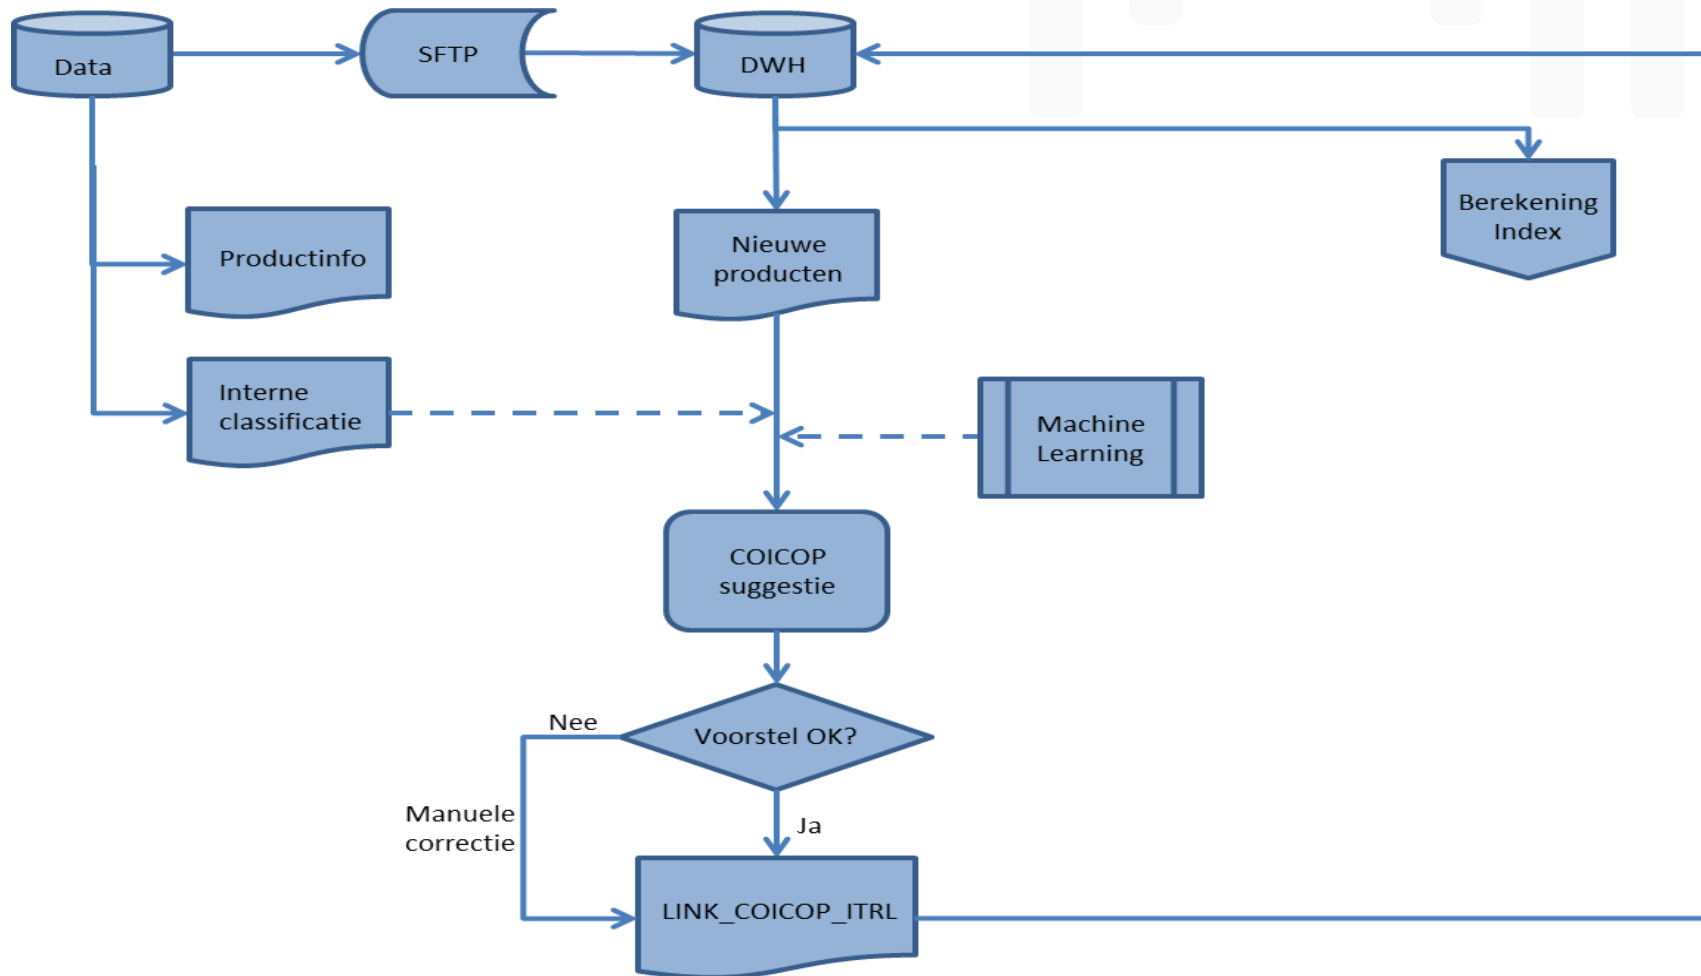 Data
SFTP
DWH
Productinfo
Nieuwe
producten
Berekening
Index
Interne
classificatie
Machine
Learning
COICOP
suggestie
Voorstel OK?
Nee
Ja
Manuele
correctie
LINK_COICOP_ITRL